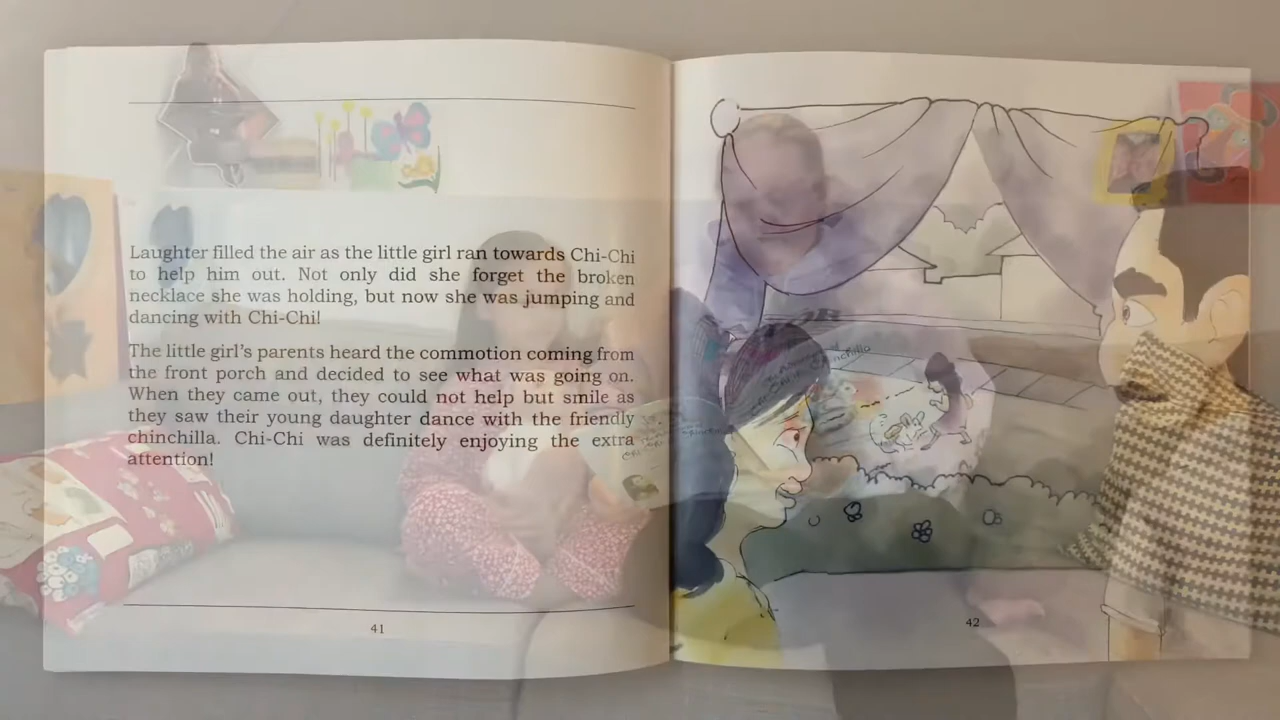 Laughter filled the air as the little girl ran towards Chi-Chi
to help him out. Not only did she forget the broken
necklace she was holding, but now she was jumping and
dancing with Chi-Chi!
The little girl's parents heard the commotion coming from
the front porch and decided to see what was going on.
When they came out, they could not help but smile as
they saw their young daughter dance with the friendly
chinchilla. Chi-Chi was definitely enjoying the extra
attention!
41
42